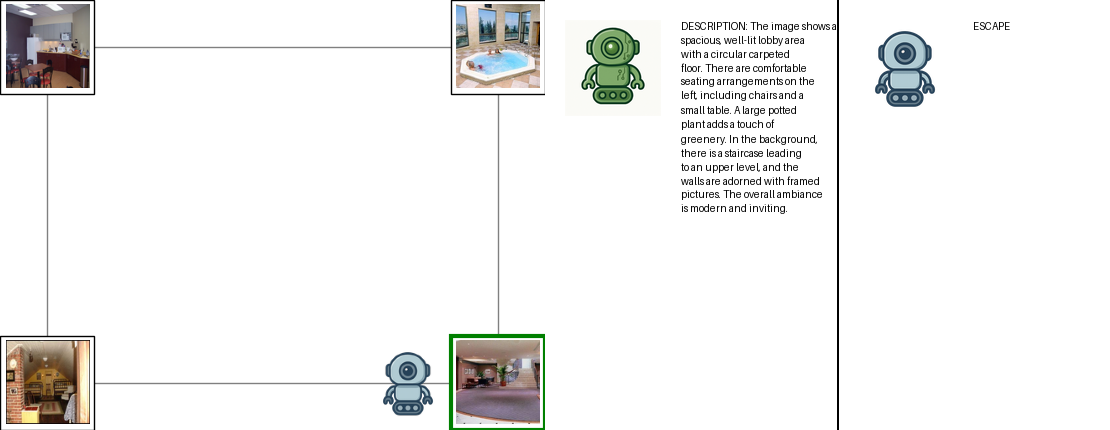 DESCRIPTION: The image shows a
spacious, well-lit lobby area
with a circular carpeted
floor. There are comfortable
seating arrangements on the
left, including chairs and a
small table. A large potted
plant adds a touch of
greenery. In the background,
there is a staircase leading
to an upper level, and the
walls are adorned with framed
pictures. The overall ambiance
is modern and inviting.
ESCAPE